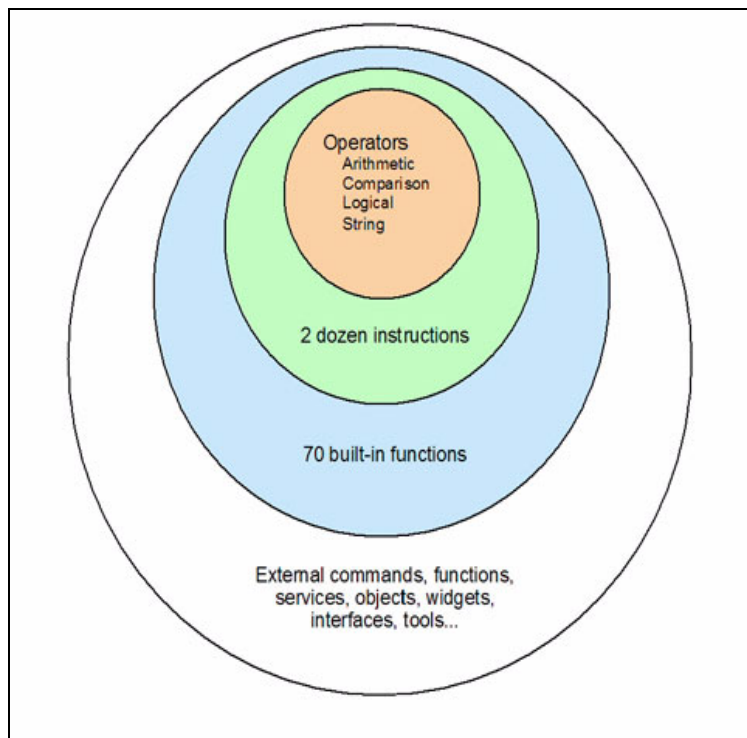 Operators
Arithmetic
Comparison
Logical
String
2 dozen instructions
70 built-in functions
External commands, functions,
services, objects, widgets,
interfaces, tools...